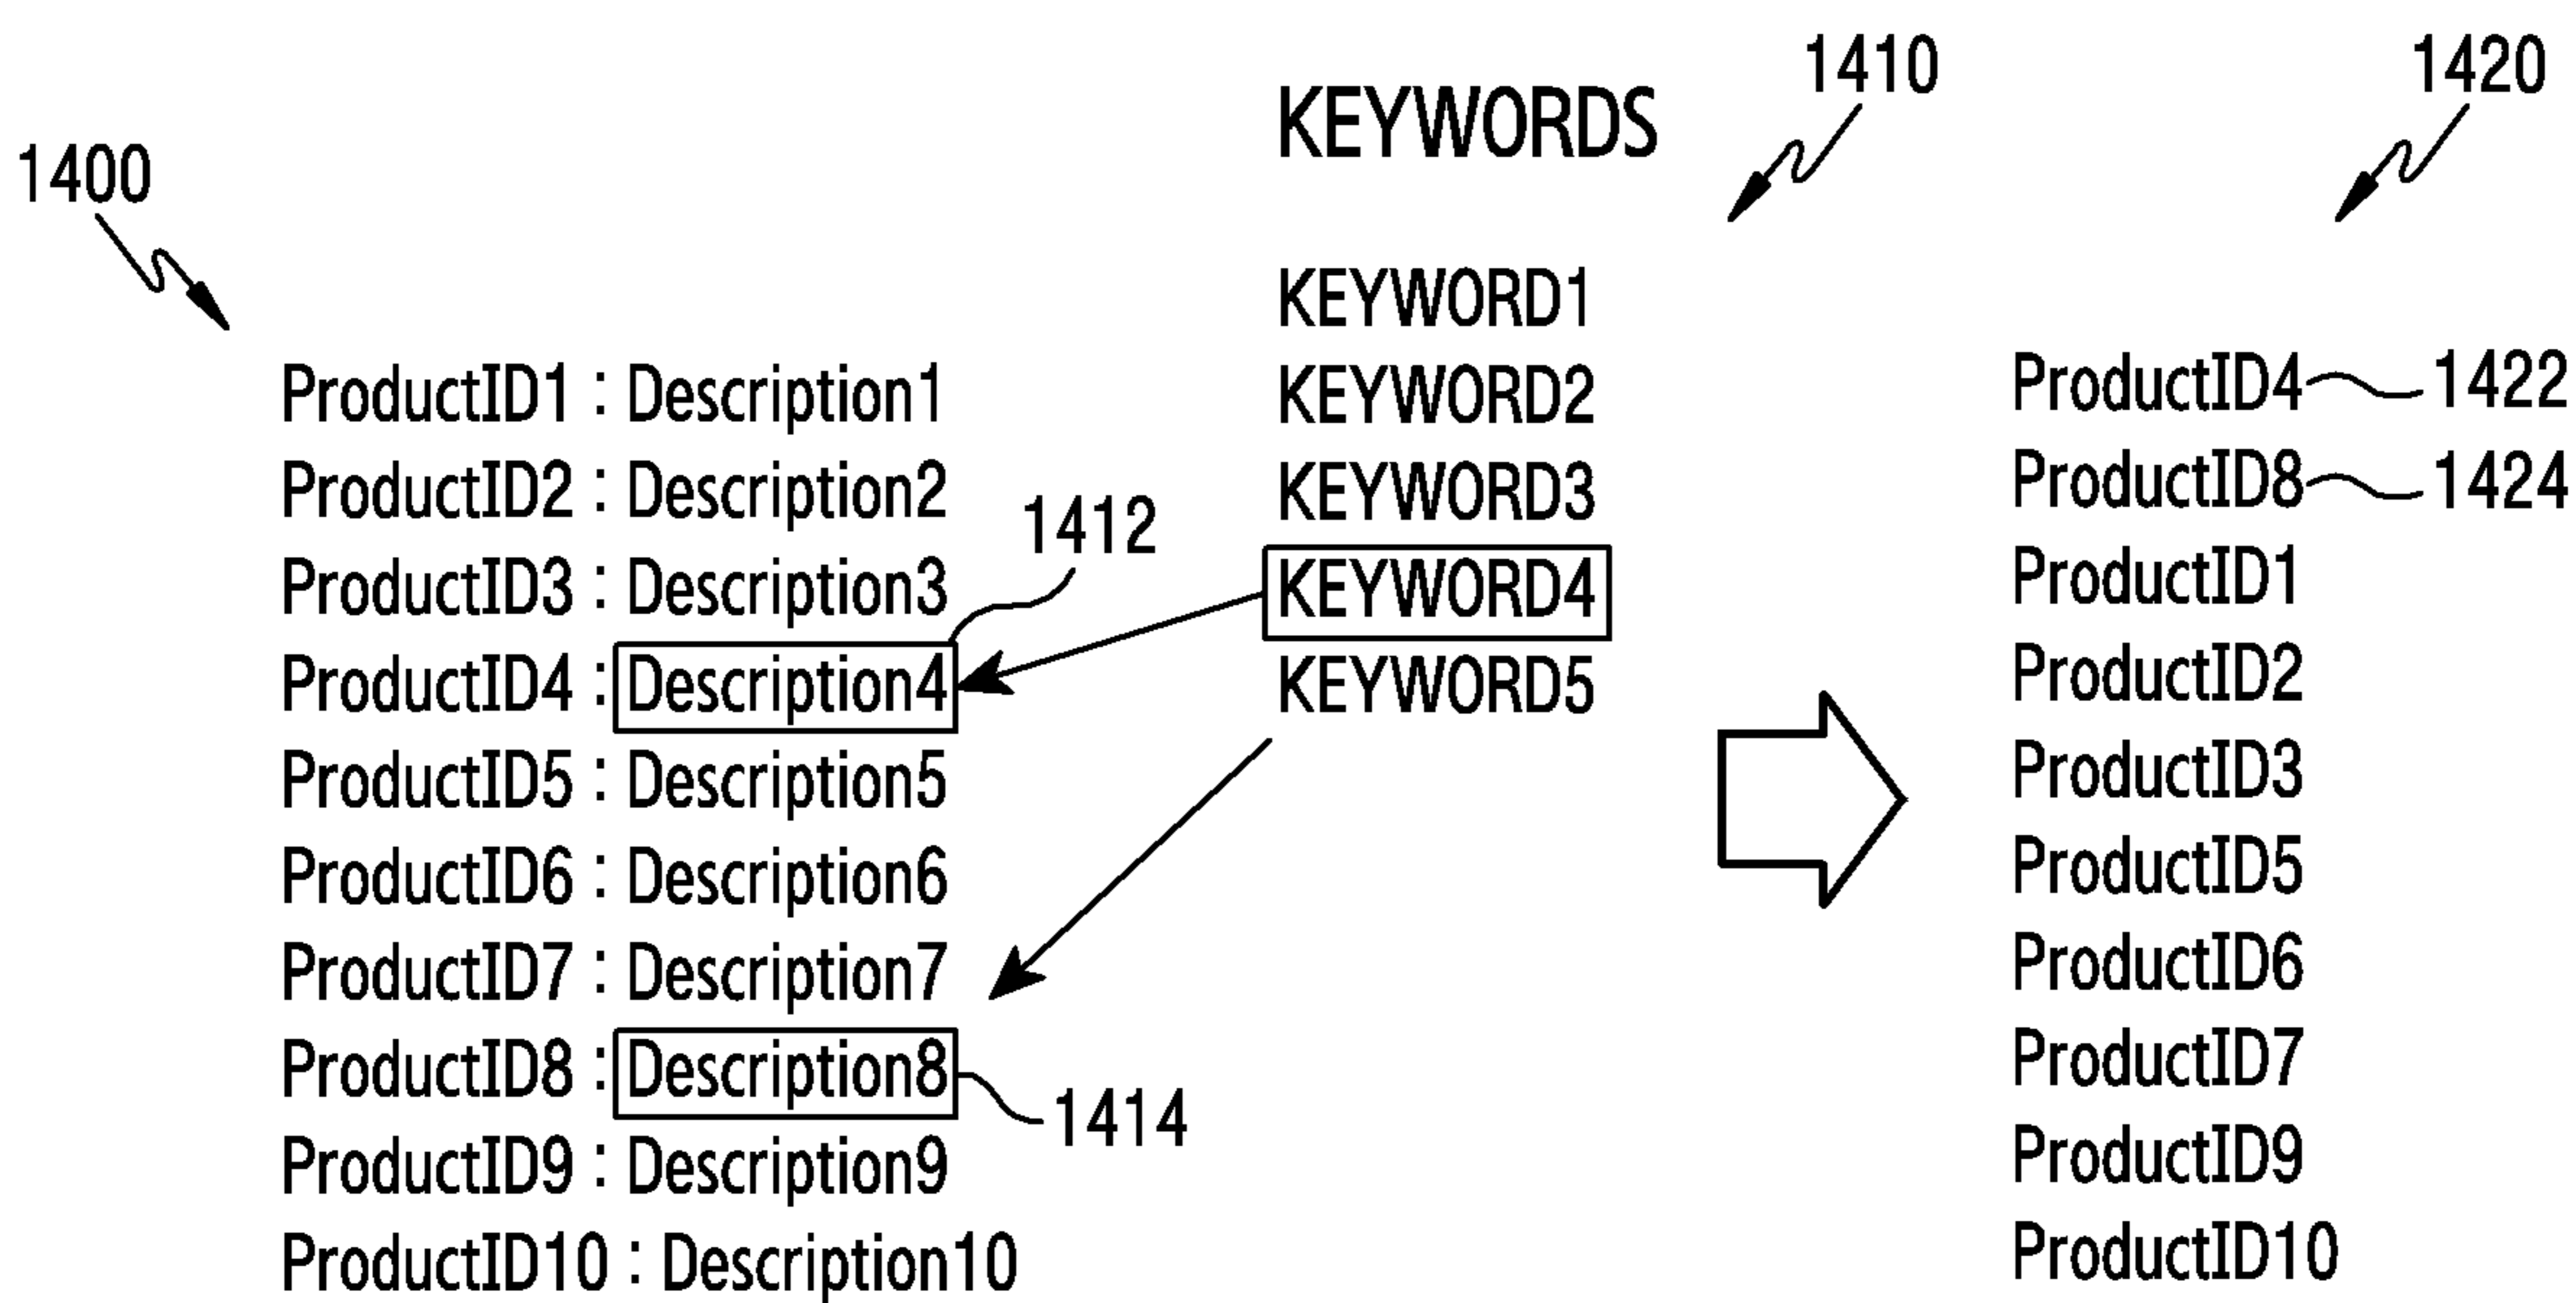 1400
ProductID1 : Description1
ProductID2 : Description2
ProductID3 : Description3
ProductID4 : Description4
ProductID5 : Description5
ProductID6 : Description6
ProductID7 : Description7
ProductID8 : Description8
ProductID9 : Description9
ProductID10 : Description10
1412
1414
KEYWORDS
1410
KEYWORD1
KEYWORD2
KEYWORD3
KEYWORD4
KEYWORD5
1420
ProductID4 1422
ProductID8 1424
ProductID1
ProductID2
ProductID3
ProductID5
ProductID6
ProductID7
ProductID9
ProductID10